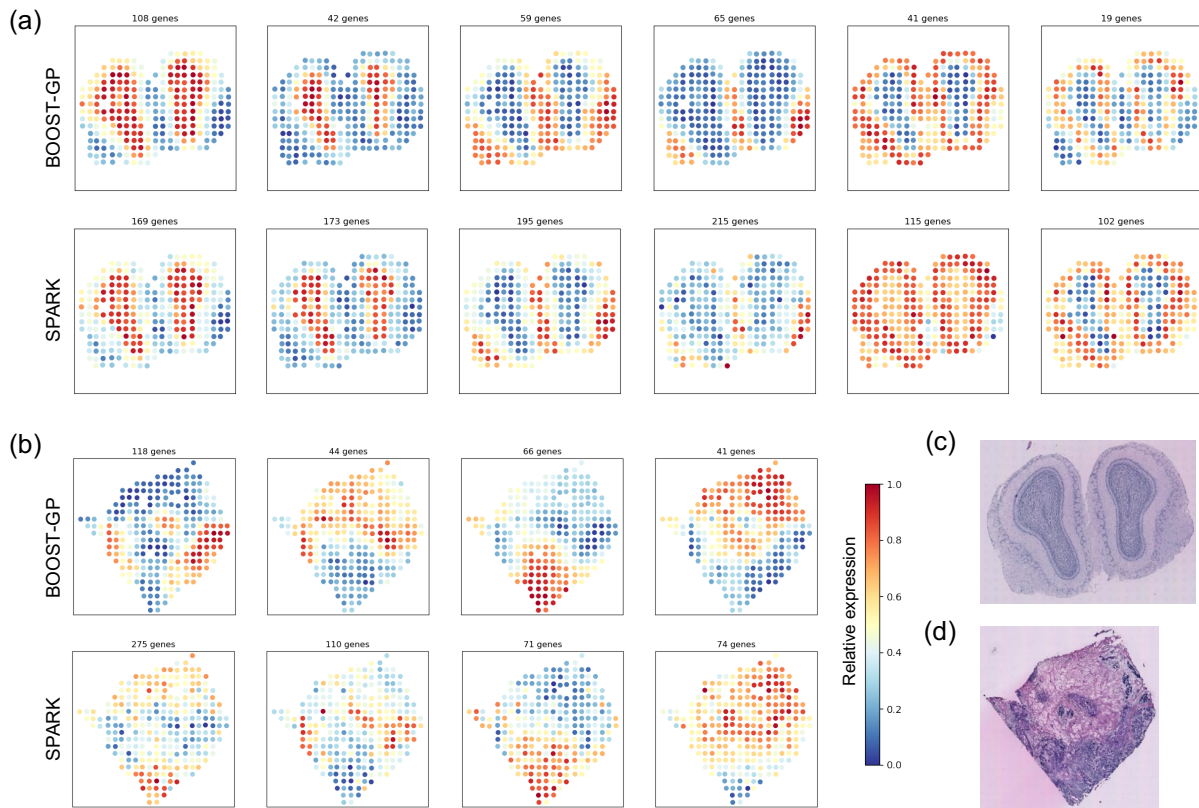 (a)
BOOST-GP
108 genes
42 genes
59 genes
65 genes
41 genes
19 genes
SPARK
169 genes
173 genes
195 genes
215 genes
115 genes
102 genes
(b)
BOOST-GP
118 genes
44 genes
66 genes
41 genes
SPARK
275 genes
110 genes
71 genes
74 genes
Relative expression
1.0
0.8
0.6
0.4
0.2
0.0
(c)
(d)